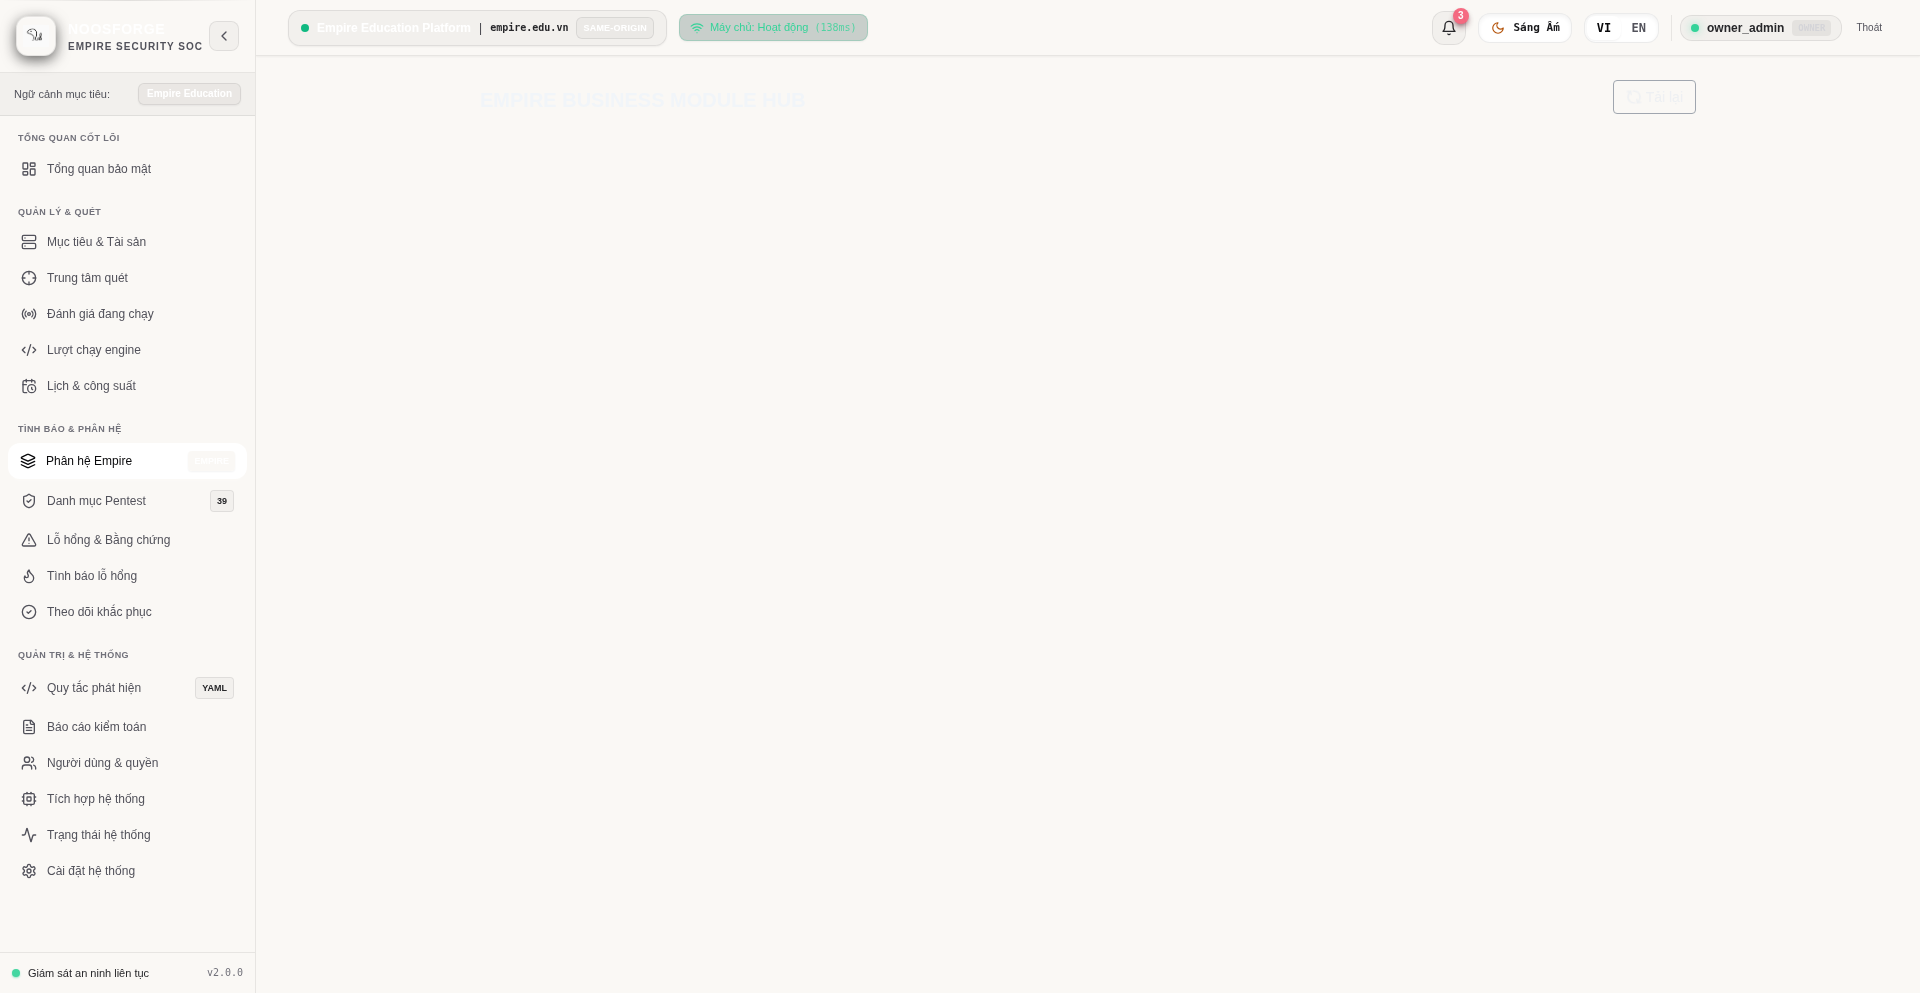 NOOSFORGE
EMPIRE SECURITY SOC
Ngữ cảnh mục tiêu:
Empire Education
TỔNG QUAN CỐT LÕI
Tổng quan bảo mật
QUẢN LÝ & QUÉT
Mục tiêu & Tài sản
Trung tâm quét
Đánh giá đang chạy
Lượt chạy engine
Lịch & công suất
TÌNH BÁO & PHÂN HỆ
Phân hệ Empire
Danh mục Pentest 39
Lỗ hổng & Bằng chứng
Tình báo lỗ hổng
Theo dõi khắc phục
QUẢN TRỊ & HỆ THỐNG
Quy tắc phát hiện YAML
Báo cáo kiểm toán
Người dùng & quyền
Tích hợp hệ thống
Trạng thái hệ thống
Cài đặt hệ thống
Giám sát an ninh liên tục v2.0.0
Empire Education Platform | empire.edu.vn SAME-ORIGIN
Máy chủ: Hoạt động (138ms)
3
Sáng Ấm
VI EN
owner_admin OWNER
Thoát
EMPIRE BUSINESS MODULE HUB
Tải lại